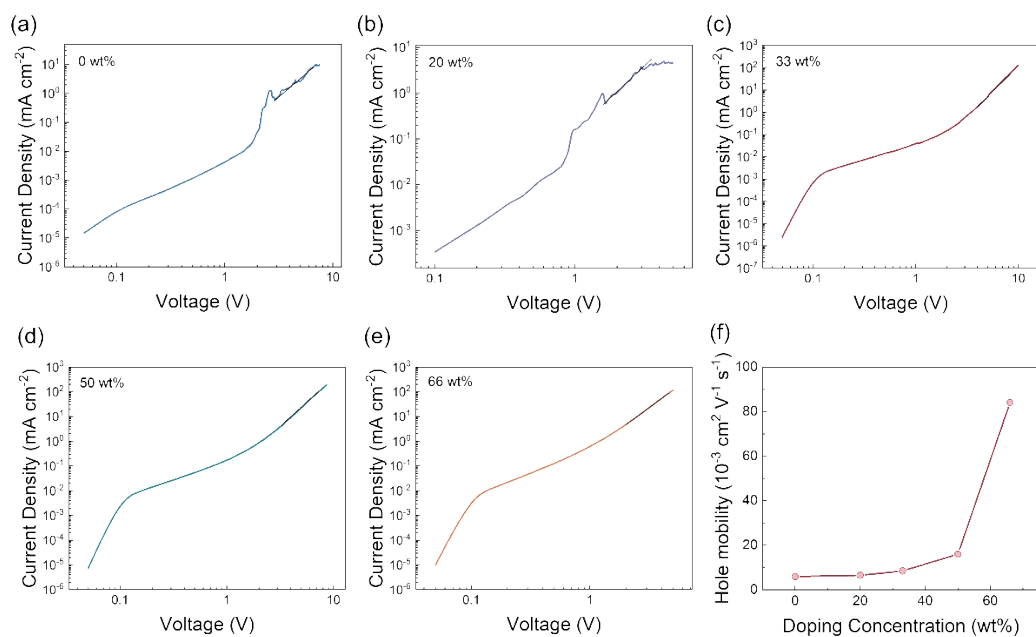 (a)
0 wt%
10¹
10⁰
10⁻¹
10⁻²
10⁻³
10⁻⁴
10⁻⁵
10⁻⁶
0.1
1
10
Current Density (mA cm⁻²)
Voltage (V)
(b)
20 wt%
10¹
10⁰
10⁻¹
10⁻²
10⁻³
0.1
1
Current Density (mA cm⁻²)
Voltage (V)
(c)
33 wt%
10³
10²
10¹
10⁰
10⁻¹
10⁻²
10⁻³
10⁻⁴
10⁻⁵
10⁻⁶
10⁻⁷
0.1
1
10
Current Density (mA cm⁻²)
Voltage (V)
(d)
50 wt%
10³
10²
10¹
10⁰
10⁻¹
10⁻²
10⁻³
10⁻⁴
10⁻⁵
10⁻⁶
0.1
1
10
Current Density (mA cm⁻²)
Voltage (V)
(e)
66 wt%
10³
10²
10¹
10⁰
10⁻¹
10⁻²
10⁻³
10⁻⁴
10⁻⁵
10⁻⁶
0.1
1
Current Density (mA cm⁻²)
Voltage (V)
(f)
100
80
60
40
20
0
0
20
40
60
Hole mobility (10⁻³ cm² V⁻¹ s⁻¹)
Doping Concentration (wt%)